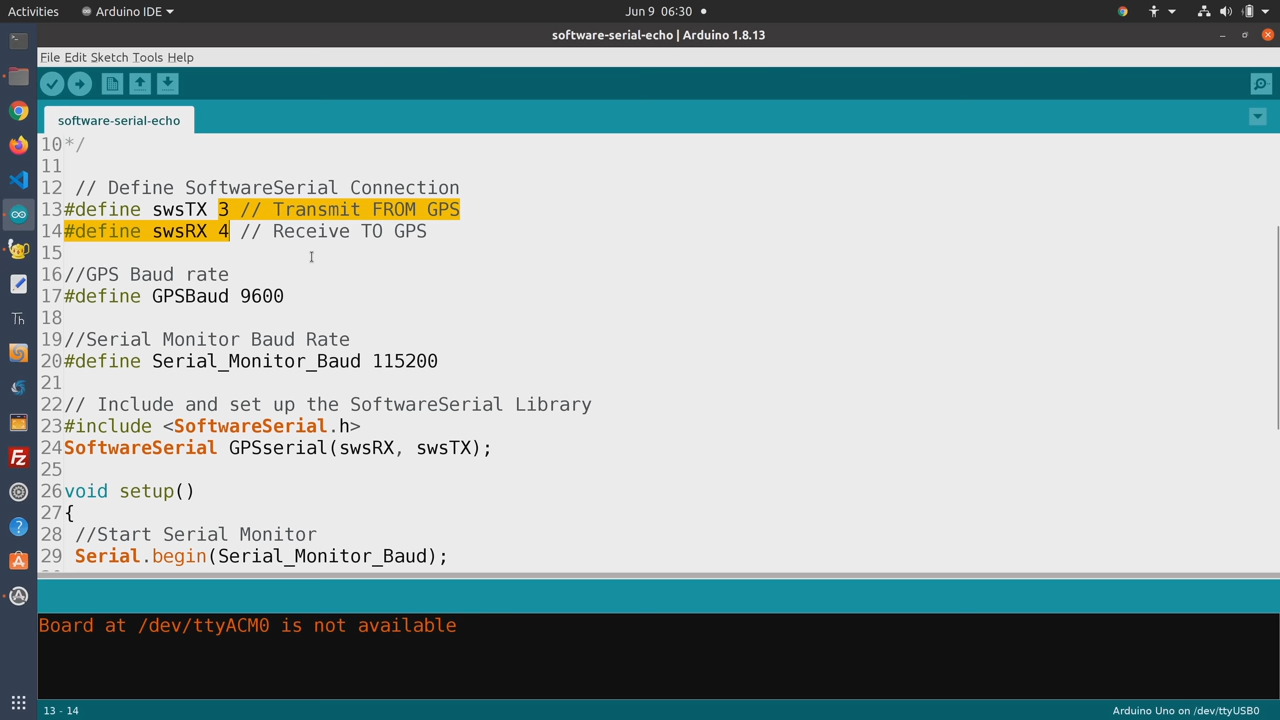 Activities
Arduino IDE
Jun 9 06:30
software-serial-echo | Arduino 1.8.13
File Edit Sketch Tools Help
software-serial-echo
10 */
11
12 // Define SoftwareSerial Connection
13 #define swsTX 3 // Transmit FROM GPS
14 #define swsRX 4 // Receive TO GPS
15
16 //GPS Baud rate
17 #define GPSBaud 9600
18
19 //Serial Monitor Baud Rate
20 #define Serial_Monitor_Baud 115200
21
22 // Include and set up the SoftwareSerial Library
23 #include <SoftwareSerial.h>
24 SoftwareSerial GPSserial(swsRX, swsTX);
25
26 void setup()
27 {
28 //Start Serial Monitor
29 Serial.begin(Serial_Monitor_Baud);
Th
Fz
Board at /dev/ttyACM0 is not available
13 - 14
Arduino Uno on /dev/ttyUSB0